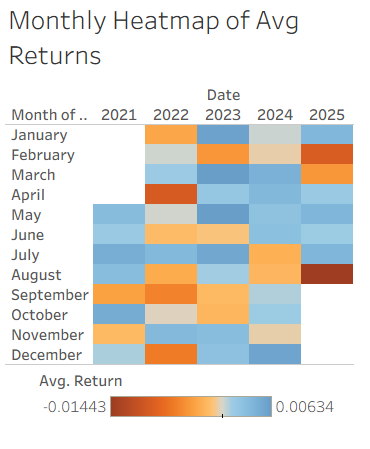 Monthly Heatmap of Avg
Returns
Date
Month of .. 2021 2022 2023 2024 2025
January
February
March
April
May
June
July
August
September
October
November
December
Avg. Return
-0.01443 0.00634